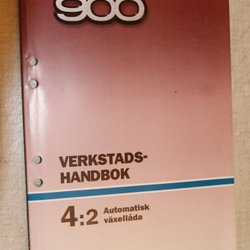 900
VERKSTADS-
HANDBOK
4:2 Automatisk
växellåda